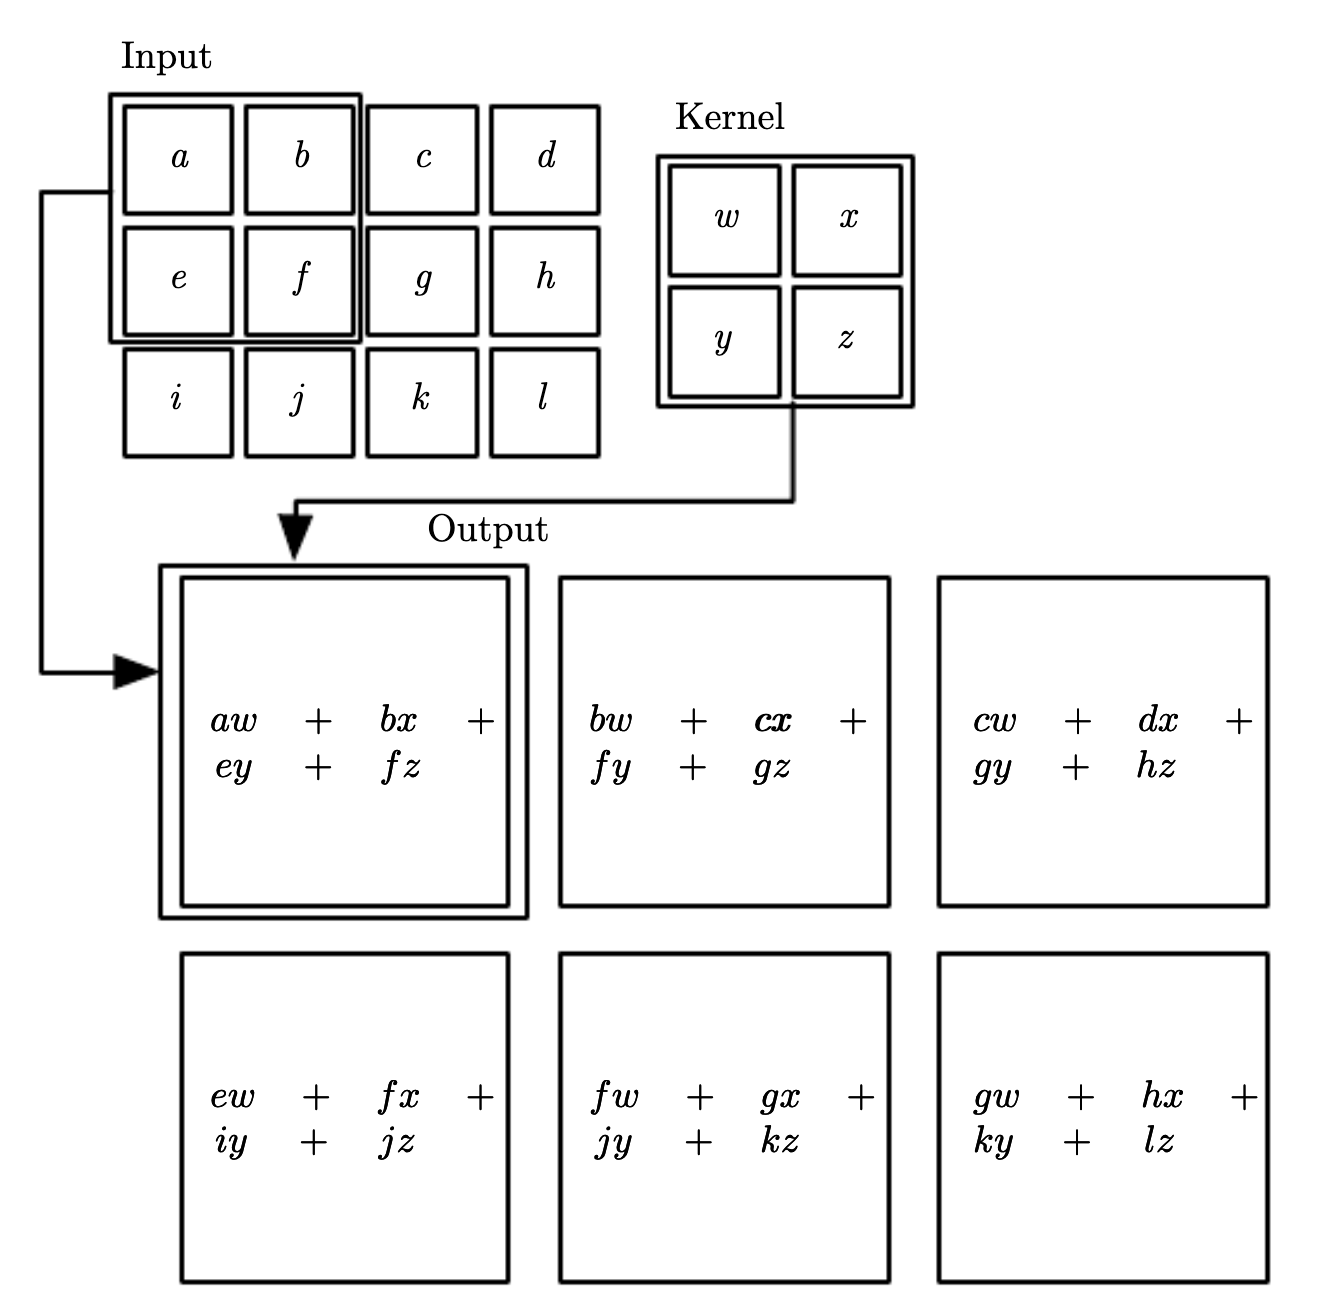 Input
Kernel
a b c d
e f g h
i j k l
w x
y z
Output
aw + bx +
ey + fz
bw + cx +
fy + gz
cw + dx +
gy + hz
ew + fx +
iy + jz
fw + gx +
jy + kz
gw + hx +
ky + lz